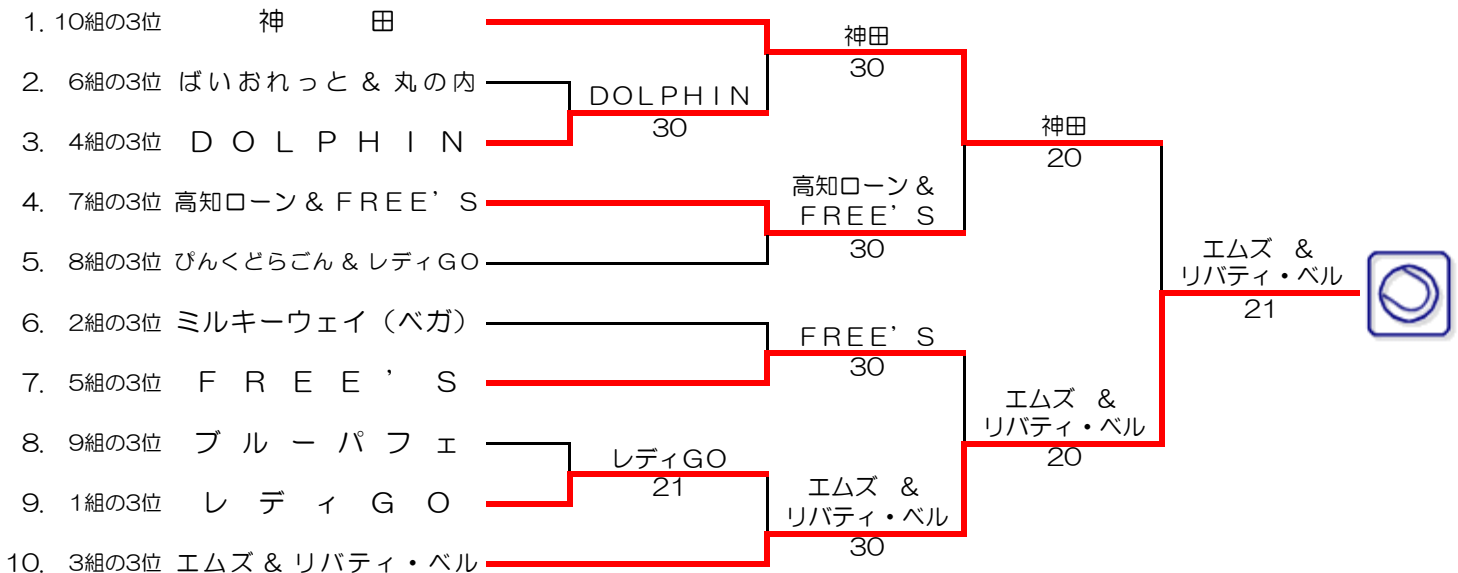 1. 10組の3位 神 田
2. 6組の3位 ばいおれっと & 丸の内
3. 4組の3位 ＤＯＬＰＨＩＮ
4. 7組の3位 高知ローン & ＦＲＥＥ’Ｓ
5. 8組の3位 ぴんくどらごん & レディGO
6. 2組の3位 ミルキーウェイ（ベガ）
7. 5組の3位 ＦＲＥＥ’Ｓ
8. 9組の3位 ブルーパフェ
9. 1組の3位 レディＧＯ
10. 3組の3位 エムズ & リバティ・ベル
ＤＯＬＰＨＩＮ
30
レディGO
21
神田
30
高知ローン &
ＦＲＥＥ’Ｓ
30
ＦＲＥＥ’Ｓ
30
エムズ &
リバティ・ベル
30
神田
20
エムズ &
リバティ・ベル
20
エムズ &
リバティ・ベル
21